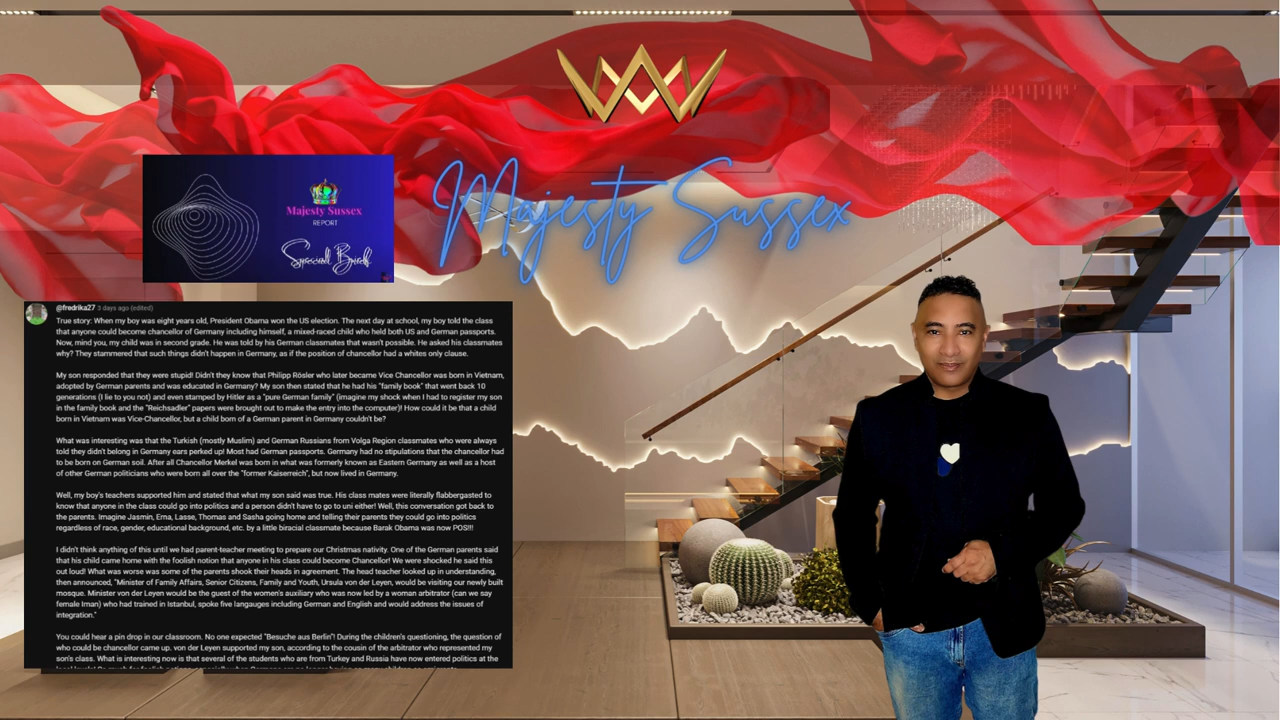 Majesty Sussex
REPORT
Special Book
Majesty Sussex
@fredrika27 3 days ago (edited)
True story: When my boy was eight years old, President Obama won the US election. The next day at school, my boy told the class
that anyone could become chancellor of Germany including himself, a mixed-raced child who held both US and German passports.
Now, mind you, my child was in second grade. He was told by his German classmates that wasn't possible. He asked his classmates
why? They stammered that such things didn't happen in Germany, as if the position of chancellor had a whites only clause.
My son responded that they were stupid! Didn't they know that Philipp Rösler who later became Vice Chancellor was born in Vietnam,
adopted by German parents and was educated in Germany? My son then stated that he had his "family book" that went back 10
generations (I lie to you not) and even stamped by Hitler as a "pure German family" (imagine my shock when I had to register my son
in the family book and the "Reichsadler" papers were brought out to make the entry into the computer)! How could it be that a child
born in Vietnam was Vice-Chancellor, but a child born of a German parent in Germany couldn't be?
What was interesting was that the Turkish (mostly Muslim) and German Russians from Volga Region classmates who were always
told they didn't belong in Germany ears perked up! Most had German passports. Germany had no stipulations that the chancellor had
to be born on German soil. After all Chancellor Merkel was born in what was formerly known as Eastern Germany as well as a host
of other German politicians who were born all over the "former Kaiserreich", but now lived in Germany.
Well, my boy's teachers supported him and stated that what my son said was true. His class mates were literally flabbergasted to
know that anyone in the class could go into politics and a person didn't have to go to uni either! Well, this conversation got back to
the parents. Imagine Jasmin, Ema, Lasse, Thomas and Sasha going home and telling their parents they could go into politics
regardless of race, gender, educational background, etc. by a little biracial classmate because Barak Obama was now POS!!!
I didn't think anything of this until we had parent-teacher meeting to prepare our Christmas nativity. One of the German parents said
that his child came home with the foolish notion that anyone in his class could become Chancellor! We were shocked he said this
out loud! What was worse was some of the parents shook their heads in agreement. The head teacher looked up in understanding,
then announced, "Minister of Family Affairs, Senior Citizens, Family and Youth, Ursula von der Leyen, would be visiting our newly built
mosque. Minister von der Leyen would be the guest of the women's auxiliary who was now led by a woman arbitrator (can we say
female Iman) who had trained in Istanbul, spoke five langauges including German and English and would address the issues of
integration."
You could hear a pin drop in our classroom. No one expected "Besuche aus Berlin"! During the children's questioning, the question of
who could become the chancellor came up. von der Leyen supported my son, according to the cousin of the arbitrator who represented my
son's class. What is interesting now is that several of the students who are from Turkey and Russia have now entered politics at the